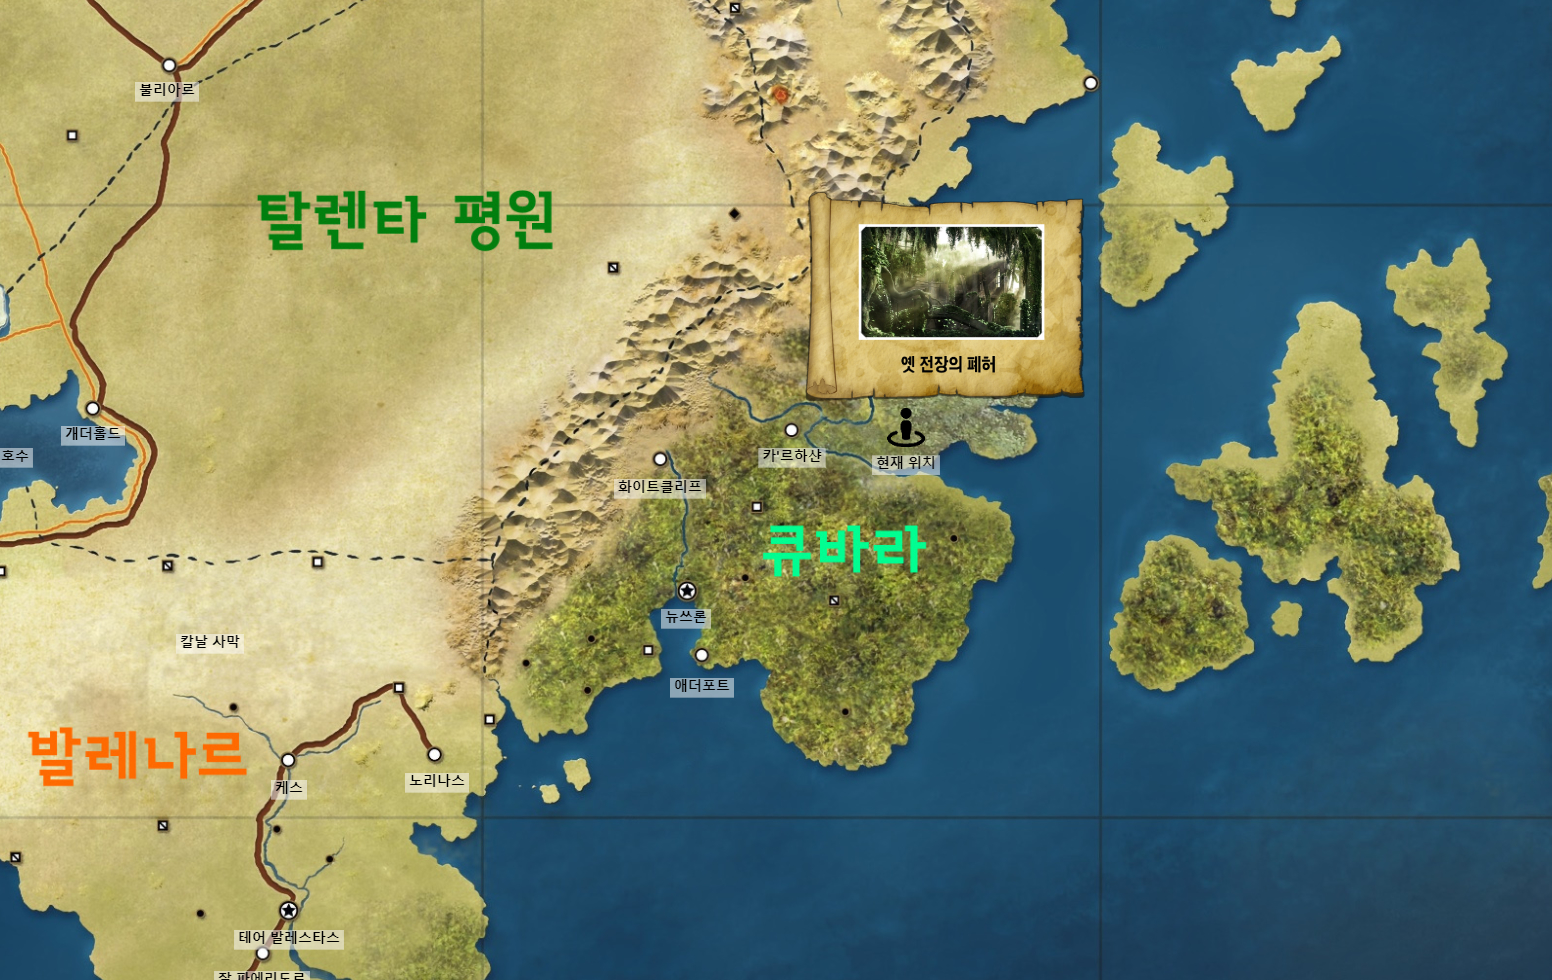 불리아르
탈렌타 평원
옛 전장의 폐허
개더홀드
호수
카'르하샨
현재 위치
화이트클리프
큐바라
뉴쓰론
칼날 사막
애더포트
발레나르
케스
노리나스
테어 발레스타스